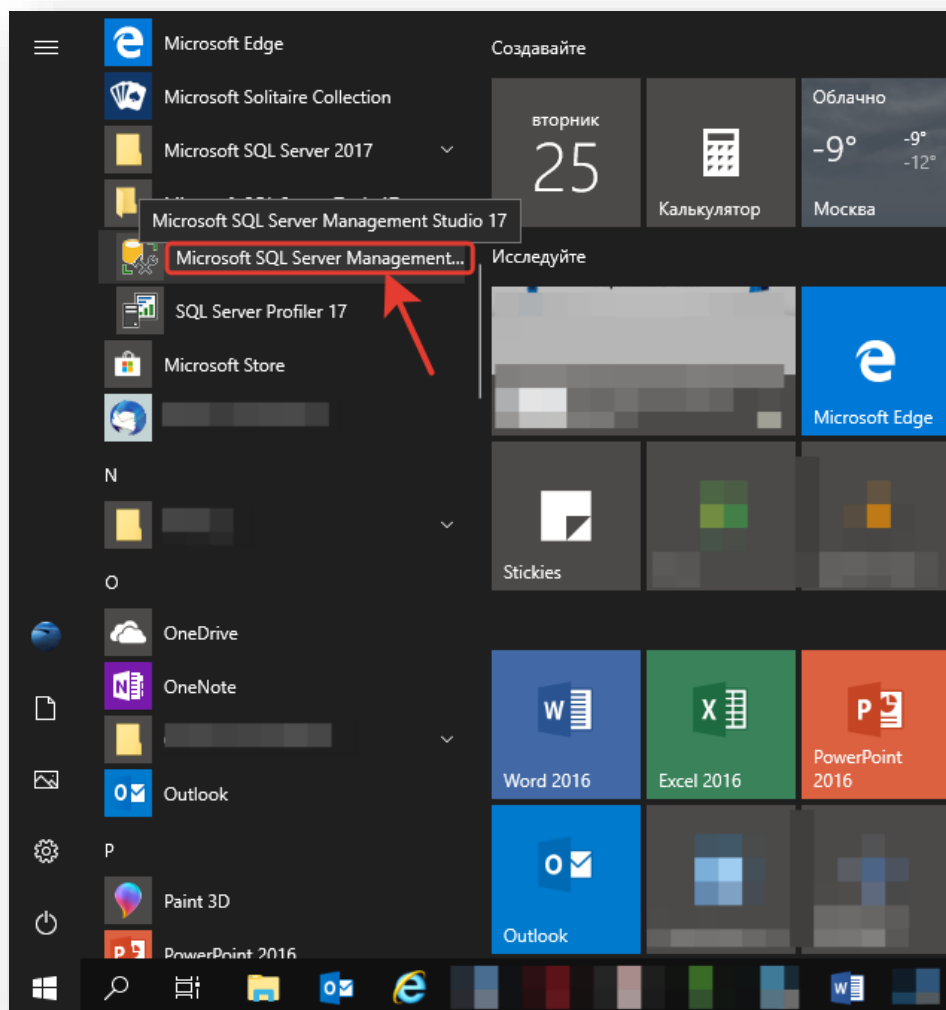 Microsoft Edge
Microsoft Solitaire Collection
Microsoft SQL Server 2017
Microsoft SQL Server Management Studio 17
Microsoft SQL Server Management...
SQL Server Profiler 17
Microsoft Store
N
O
OneDrive
OneNote
Outlook
P
Paint 3D
PowerPoint 2016
Создавайте
вторник
25
Калькулятор
Облачно
-9° -9°
-12°
Москва
Исследуйте
Microsoft Edge
Stickies
Word 2016
Excel 2016
PowerPoint
2016
Outlook